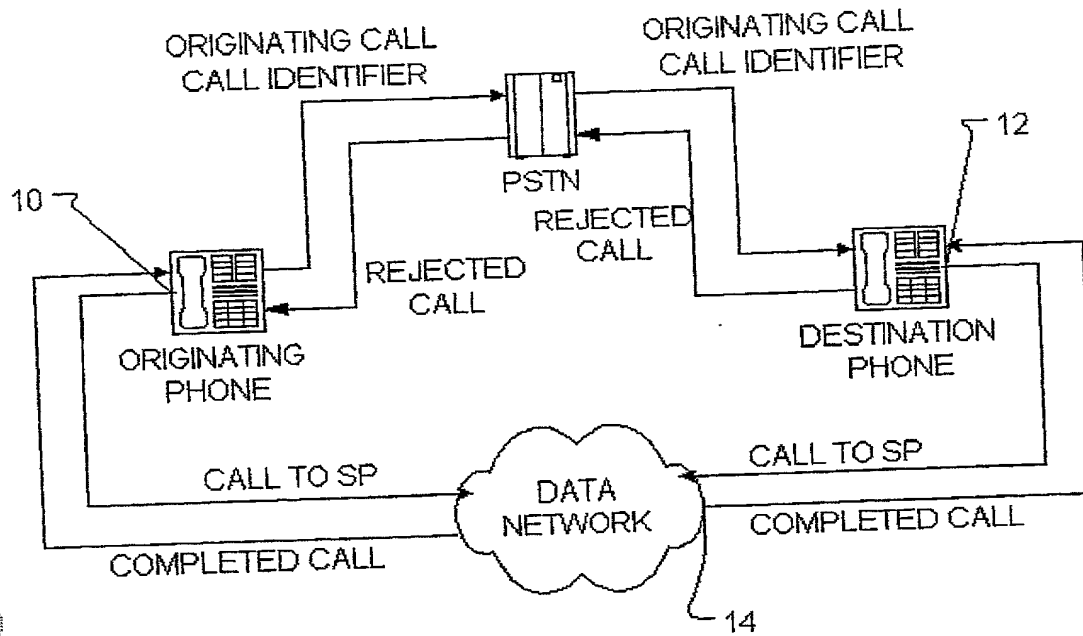 ORIGINATING CALL
CALL IDENTIFIER
ORIGINATING CALL
CALL IDENTIFIER
12
PSTN
10
REJECTED
CALL
REJECTED
CALL
ORIGINATING
PHONE
DESTINATION
PHONE
CALL TO SP
DATA
NETWORK
CALL TO SP
COMPLETED CALL
COMPLETED CALL
14